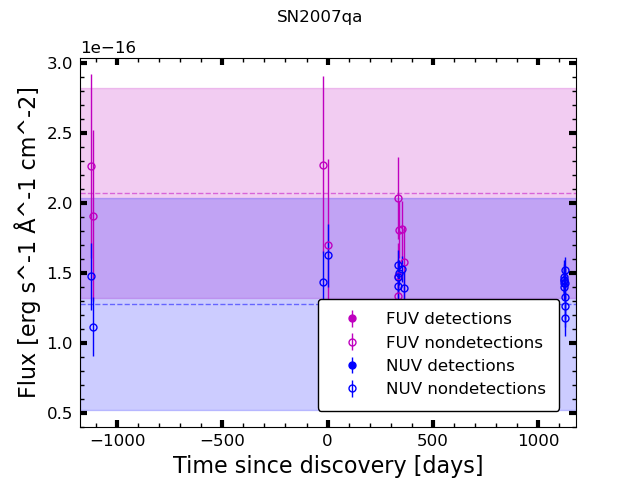 SN2007qa
1e−16
3.0
2.5
2.0
1.5
1.0
0.5
Flux [erg s^-1 Å^-1 cm^-2]
FUV detections
FUV nondetections
NUV detections
NUV nondetections
−1000
−500
0
500
1000
Time since discovery [days]